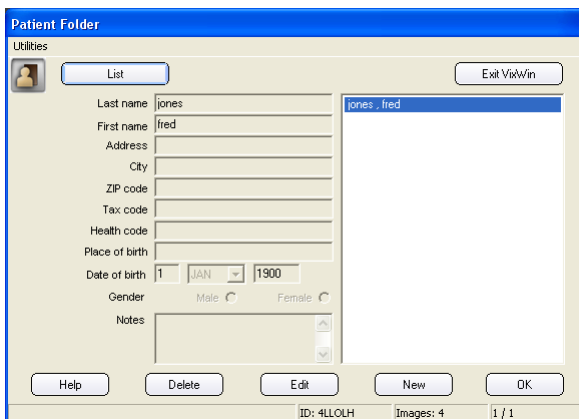 Patient Folder
Utilities
List
Exit VixWin
Last name jones
First name fred
Address
City
ZIP code
Tax code
Health code
Place of birth
Date of birth 1 JAN 1900
Gender Male Female
Notes
jones , fred
Help Delete Edit New OK
ID: 4LLOLH Images: 4 1 / 1